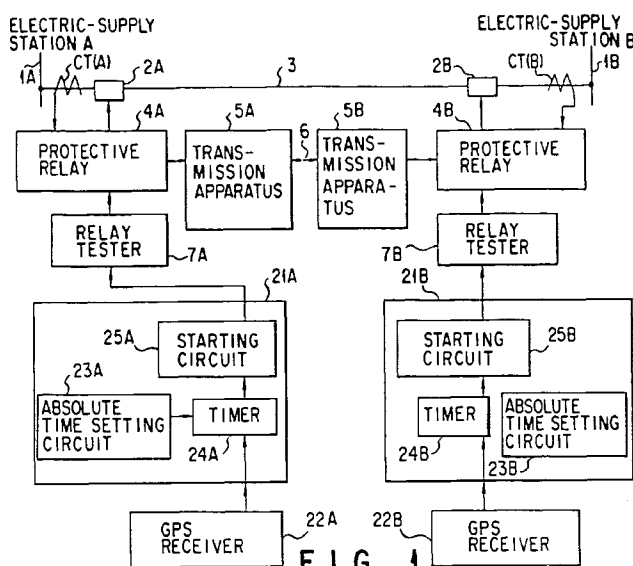 ELECTRIC-SUPPLY
STATION A
ELECTRIC-SUPPLY
STATION B
1A
CT(A)
2A
3
2B
CT(B)
1B
4A
5A
5B
4B
6
PROTECTIVE
RELAY
TRANS-
MISSION
APPARATUS
TRANS-
MISSION
APPARA-
TUS
PROTECTIVE
RELAY
RELAY
TESTER
7A
RELAY
TESTER
7B
21A
21B
25A
STARTING
CIRCUIT
STARTING
CIRCUIT
25B
23A
ABSOLUTE
TIME SETTING
CIRCUIT
TIMER
24A
TIMER
24B
ABSOLUTE
TIME SETTING
CIRCUIT
23B
GPS
RECEIVER
22A
22B
GPS
RECEIVER
FIG. 1